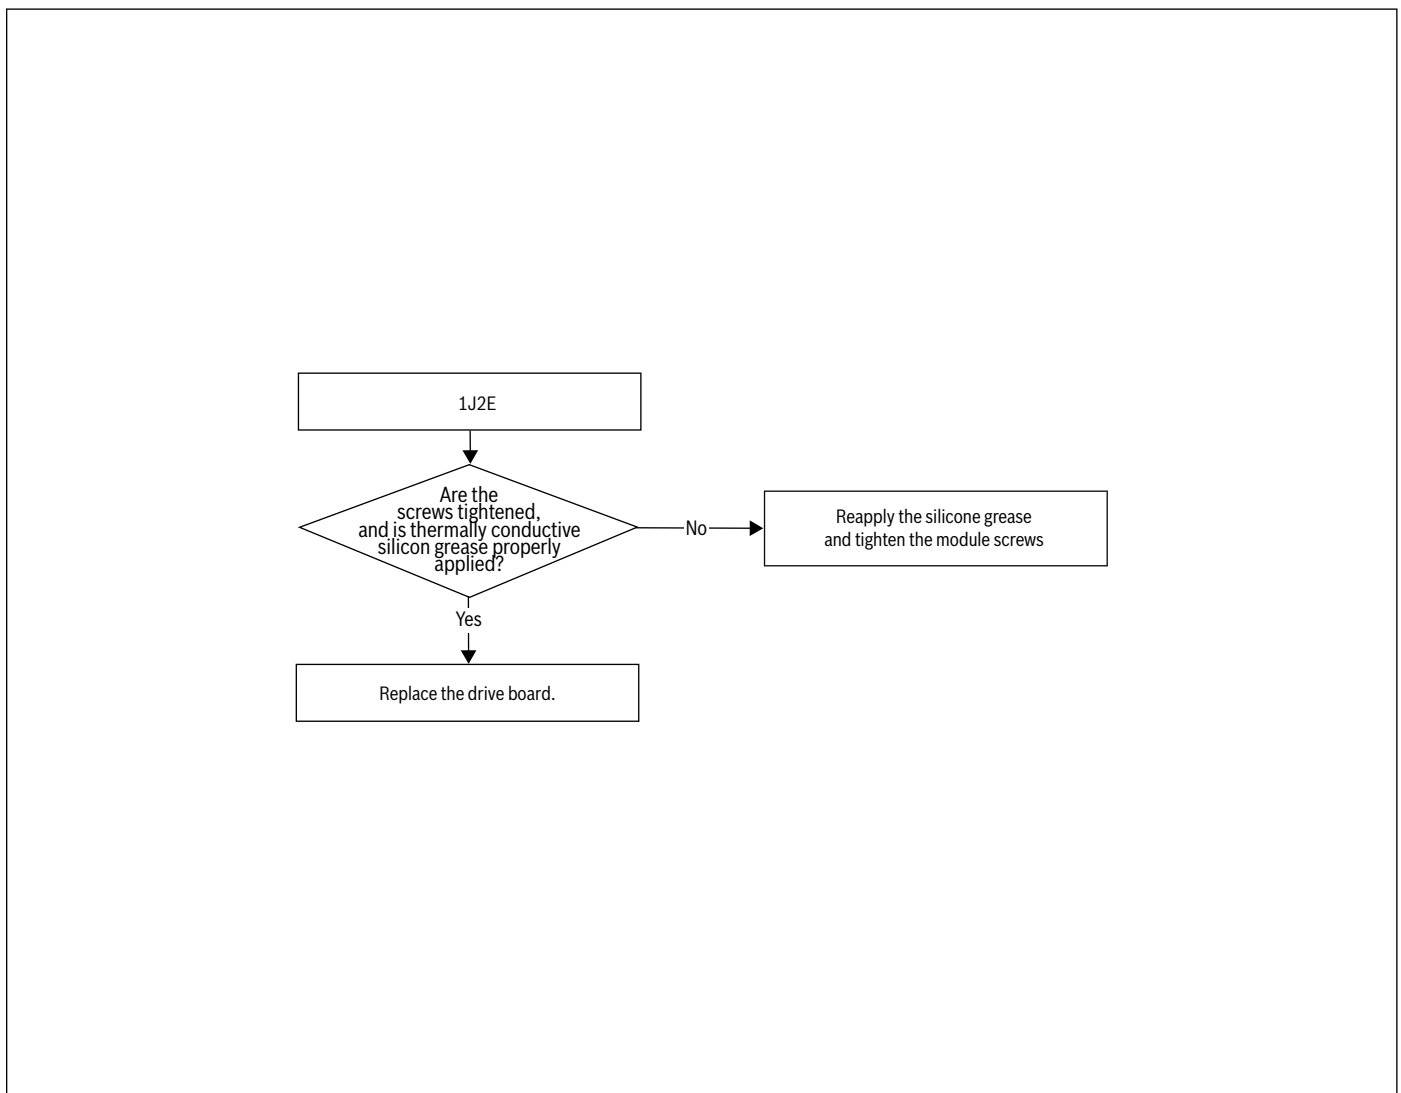 1J2E
Are the
screws tightened,
and is thermally conductive
silicon grease properly
applied?
No
Reapply the silicone grease
and tighten the module screws
Yes
Replace the drive board.